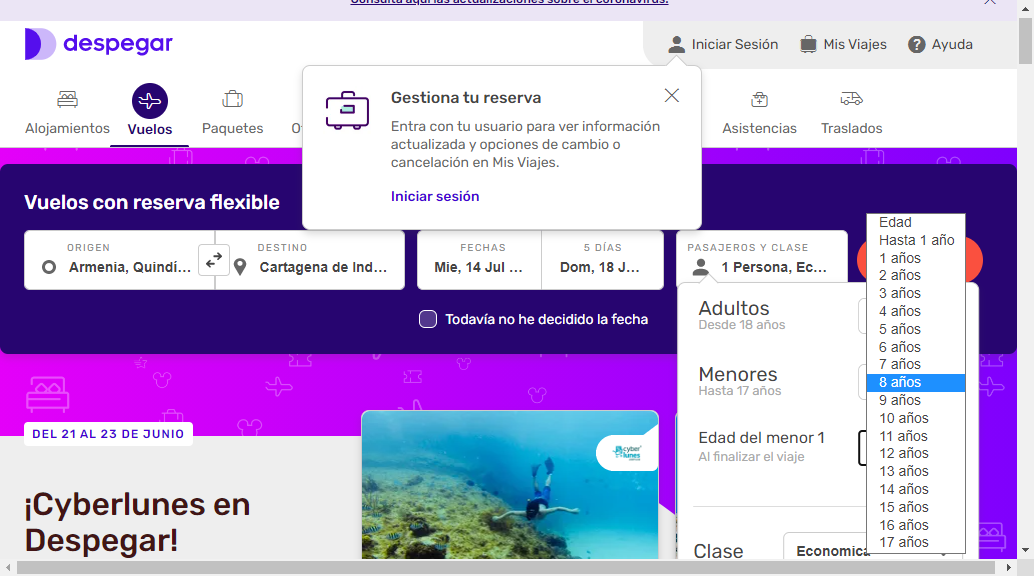 Consulta aquí las actualizaciones sobre el coronavirus.
despegar
Iniciar Sesión
Mis Viajes
Ayuda
Alojamientos
Vuelos
Paquetes
Asistencias
Traslados
Gestiona tu reserva
Entra con tu usuario para ver información
actualizada y opciones de cambio o
cancelación en Mis Viajes.
Iniciar sesión
Vuelos con reserva flexible
ORIGEN
Armenia, Quindí...
DESTINO
Cartagena de Ind...
FECHAS
Mie, 14 Jul ...
5 DÍAS
Dom, 18 J...
PASAJEROS Y CLASE
1 Persona, Ec...
Todavía no he decidido la fecha
Adultos
Desde 18 años
Menores
Hasta 17 años
Edad del menor 1
Al finalizar el viaje
Clase
Economica
Edad
Hasta 1 año
1 años
2 años
3 años
4 años
5 años
6 años
7 años
8 años
9 años
10 años
11 años
12 años
13 años
14 años
15 años
16 años
17 años
DEL 21 AL 23 DE JUNIO
¡Cyberlunes en
Despegar!
cyber
lunes